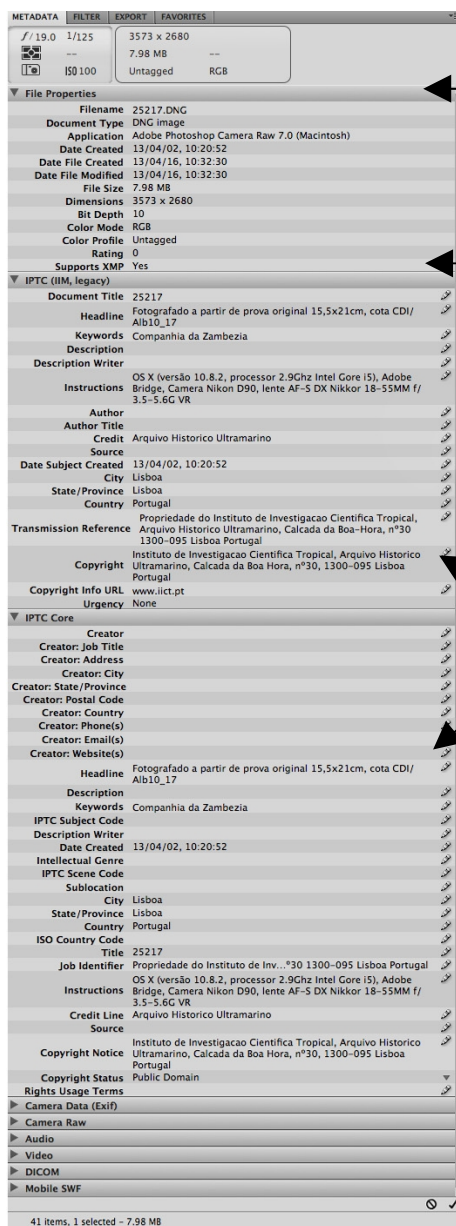 METADATA FILTER EXPORT FAVORITES
f/19.0 1/125
3573 x 2680
-- 7.98 MB --
ISO100 Untagged RGB
File Properties
Filename 25217.DNG
Document Type DNG image
Application Adobe Photoshop Camera Raw 7.0 (Macintosh)
Date Created 13/04/02, 10:20:52
Date File Created 13/04/16, 10:32:30
Date File Modified 13/04/16, 10:32:30
File Size 7.98 MB
Dimensions 3573 x 2680
Bit Depth 10
Color Mode RGB
Color Profile Untagged
Rating 0
Supports XMP Yes
IPTC (IIM, legacy)
Document Title 25217
Headline Fotografado a partir de prova original 15,5x21cm, cota CDI/
Alb10_17
Keywords Companhia da Zambezia
Description
Description Writer
Instructions OS X (versão 10.8.2, processor 2.9Ghz Intel Gore i5), Adobe
Bridge, Camera Nikon D90, lente AF-S DX Nikkor 18-55MM f/
3.5-5.6G VR
Author
Author Title
Credit Arquivo Historico Ultramarino
Source
Date Subject Created 13/04/02, 10:20:52
City Lisboa
State/Province Lisboa
Country Portugal
Transmission Reference Propriedade do Instituto de Investigacao Cientifica Tropical,
Arquivo Historico Ultramarino, Calcada da Boa-Hora, nº30
1300-095 Lisboa Portugal
Copyright Instituto de Investigacao Cientifica Tropical, Arquivo Historico
Ultramarino, Calcada da Boa Hora, nº30, 1300-095 Lisboa
Portugal
Copyright Info URL www.iict.pt
Urgency None
IPTC Core
Creator
Creator: Job Title
Creator: Address
Creator: City
Creator: State/Province
Creator: Postal Code
Creator: Country
Creator: Phone(s)
Creator: Email(s)
Creator: Website(s)
Headline Fotografado a partir de prova original 15,5x21cm, cota CDI/
Alb10_17
Description
Keywords Companhia da Zambezia
IPTC Subject Code
Description Writer
Date Created 13/04/02, 10:20:52
Intellectual Genre
IPTC Scene Code
Sublocation
City Lisboa
State/Province Lisboa
Country Portugal
ISO Country Code
Title 25217
Job Identifier Propriedade do Instituto de Inv...º30 1300-095 Lisboa Portugal
Instructions OS X (versão 10.8.2, processor 2.9Ghz Intel Gore i5), Adobe
Bridge, Camera Nikon D90, lente AF-S DX Nikkor 18-55MM f/
3.5-5.6G VR
Credit Line Arquivo Historico Ultramarino
Source
Copyright Notice Instituto de Investigacao Cientifica Tropical, Arquivo Historico
Ultramarino, Calcada da Boa Hora, nº30, 1300-095 Lisboa
Portugal
Copyright Status Public Domain
Rights Usage Terms
Camera Data (Exif)
Camera Raw
Audio
Video
DICOM
Mobile SWF
41 items, 1 selected - 7.98 MB